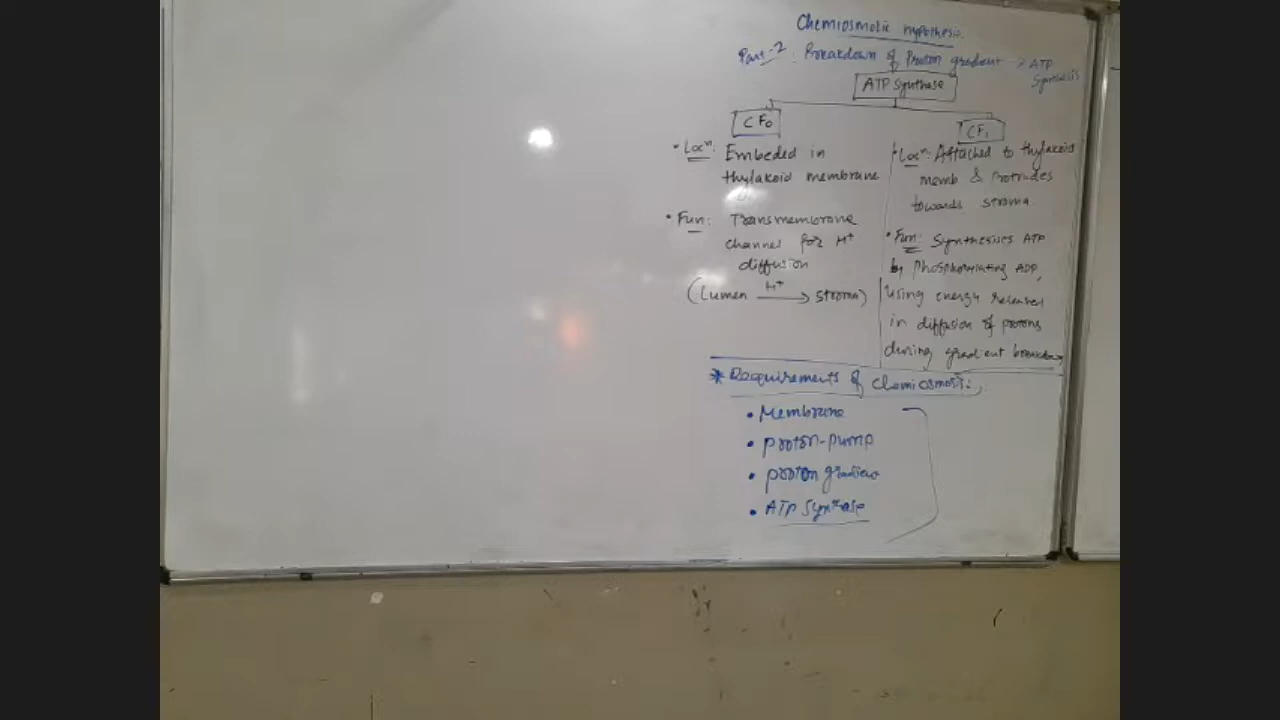 Chemiosmotic Hypothesis.
Part-2 : Breakdown of Proton gradient → ATP
Synthesis
ATP Synthase
CF0
• Locn: Embeded in
thylakoid membrane
• Fun: Transmembrane
channel for H+
diffusion
(Lumen H+ → stroma)
CF1
• Locn: Attached to thylakoid
memb & Protrudes
towards stroma.
• Fun: Synthesises ATP
by Phosphorylating ADP,
using energy released
in diffusion of protons
during gradient breakdown
* Requirements of Chemiosmosis:
• Membrane
• proton-pump
• proton gradient
• ATP Synthase